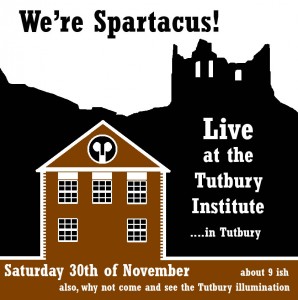 We're Spartacus!
Live
at the
Tutbury
Institute
....in Tutbury
Saturday 30th of November
about 9 ish
also, why not come and see the Tutbury illumination